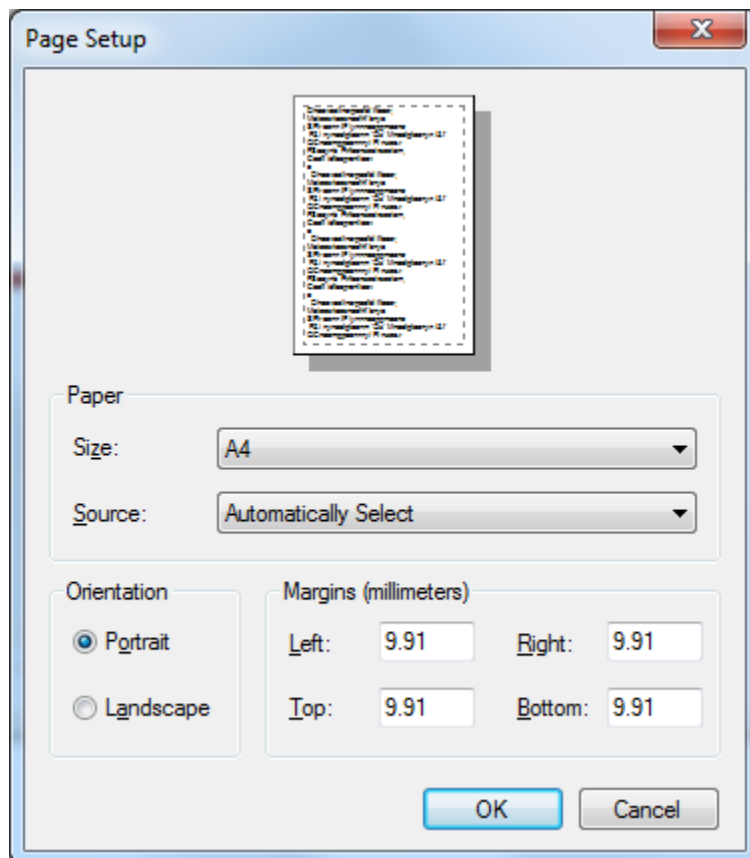 Page Setup
Paper
Size: A4
Source: Automatically Select
Orientation
Portrait
Landscape
Margins (millimeters)
Left: 9.91 Right: 9.91
Top: 9.91 Bottom: 9.91
OK Cancel